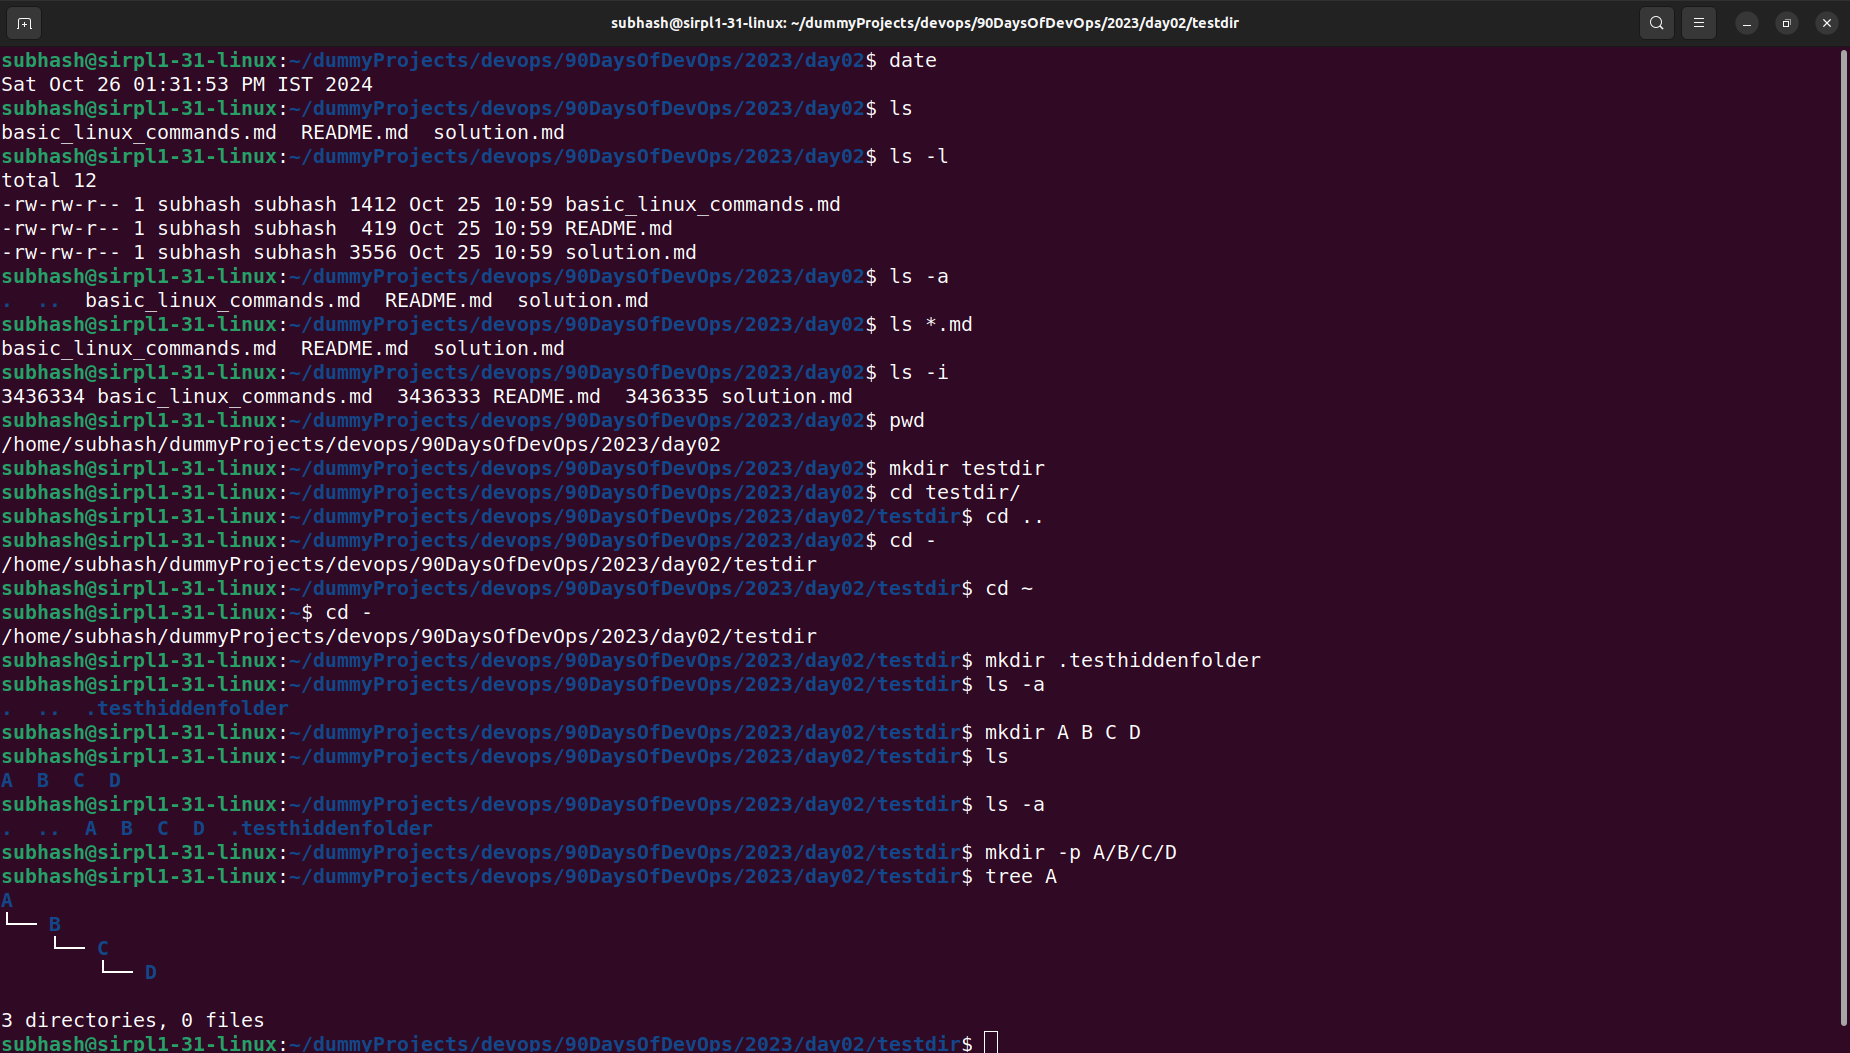 subhash@sirpl1-31-linux: ~/dummyProjects/devops/90DaysOfDevOps/2023/day02/testdir
subhash@sirpl1-31-linux:~/dummyProjects/devops/90DaysOfDevOps/2023/day02$ date
Sat Oct 26 01:31:53 PM IST 2024
subhash@sirpl1-31-linux:~/dummyProjects/devops/90DaysOfDevOps/2023/day02$ ls
basic_linux_commands.md  README.md  solution.md
subhash@sirpl1-31-linux:~/dummyProjects/devops/90DaysOfDevOps/2023/day02$ ls -l
total 12
-rw-rw-r-- 1 subhash subhash 1412 Oct 25 10:59 basic_linux_commands.md
-rw-rw-r-- 1 subhash subhash  419 Oct 25 10:59 README.md
-rw-rw-r-- 1 subhash subhash 3556 Oct 25 10:59 solution.md
subhash@sirpl1-31-linux:~/dummyProjects/devops/90DaysOfDevOps/2023/day02$ ls -a
.  ..  basic_linux_commands.md  README.md  solution.md
subhash@sirpl1-31-linux:~/dummyProjects/devops/90DaysOfDevOps/2023/day02$ ls *.md
basic_linux_commands.md  README.md  solution.md
subhash@sirpl1-31-linux:~/dummyProjects/devops/90DaysOfDevOps/2023/day02$ ls -i
3436334 basic_linux_commands.md  3436333 README.md  3436335 solution.md
subhash@sirpl1-31-linux:~/dummyProjects/devops/90DaysOfDevOps/2023/day02$ pwd
/home/subhash/dummyProjects/devops/90DaysOfDevOps/2023/day02
subhash@sirpl1-31-linux:~/dummyProjects/devops/90DaysOfDevOps/2023/day02$ mkdir testdir
subhash@sirpl1-31-linux:~/dummyProjects/devops/90DaysOfDevOps/2023/day02$ cd testdir/
subhash@sirpl1-31-linux:~/dummyProjects/devops/90DaysOfDevOps/2023/day02/testdir$ cd ..
subhash@sirpl1-31-linux:~/dummyProjects/devops/90DaysOfDevOps/2023/day02$ cd -
/home/subhash/dummyProjects/devops/90DaysOfDevOps/2023/day02/testdir
subhash@sirpl1-31-linux:~/dummyProjects/devops/90DaysOfDevOps/2023/day02/testdir$ cd ~
subhash@sirpl1-31-linux:~$ cd -
/home/subhash/dummyProjects/devops/90DaysOfDevOps/2023/day02/testdir
subhash@sirpl1-31-linux:~/dummyProjects/devops/90DaysOfDevOps/2023/day02/testdir$ mkdir .testhiddenfolder
subhash@sirpl1-31-linux:~/dummyProjects/devops/90DaysOfDevOps/2023/day02/testdir$ ls -a
.  ..  .testhiddenfolder
subhash@sirpl1-31-linux:~/dummyProjects/devops/90DaysOfDevOps/2023/day02/testdir$ mkdir A B C D
subhash@sirpl1-31-linux:~/dummyProjects/devops/90DaysOfDevOps/2023/day02/testdir$ ls
A  B  C  D
subhash@sirpl1-31-linux:~/dummyProjects/devops/90DaysOfDevOps/2023/day02/testdir$ ls -a
.  ..  A  B  C  D  .testhiddenfolder
subhash@sirpl1-31-linux:~/dummyProjects/devops/90DaysOfDevOps/2023/day02/testdir$ mkdir -p A/B/C/D
subhash@sirpl1-31-linux:~/dummyProjects/devops/90DaysOfDevOps/2023/day02/testdir$ tree A
A
└── B
    └── C
        └── D
3 directories, 0 files
subhash@sirpl1-31-linux:~/dummyProjects/devops/90DaysOfDevOps/2023/day02/testdir$